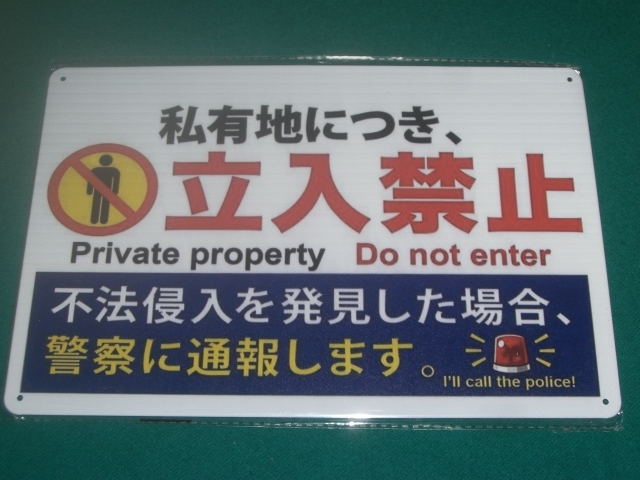 私有地につき、
立入禁止
Private property Do not enter
不法侵入を発見した場合、
警察に通報します。
I'll call the police!